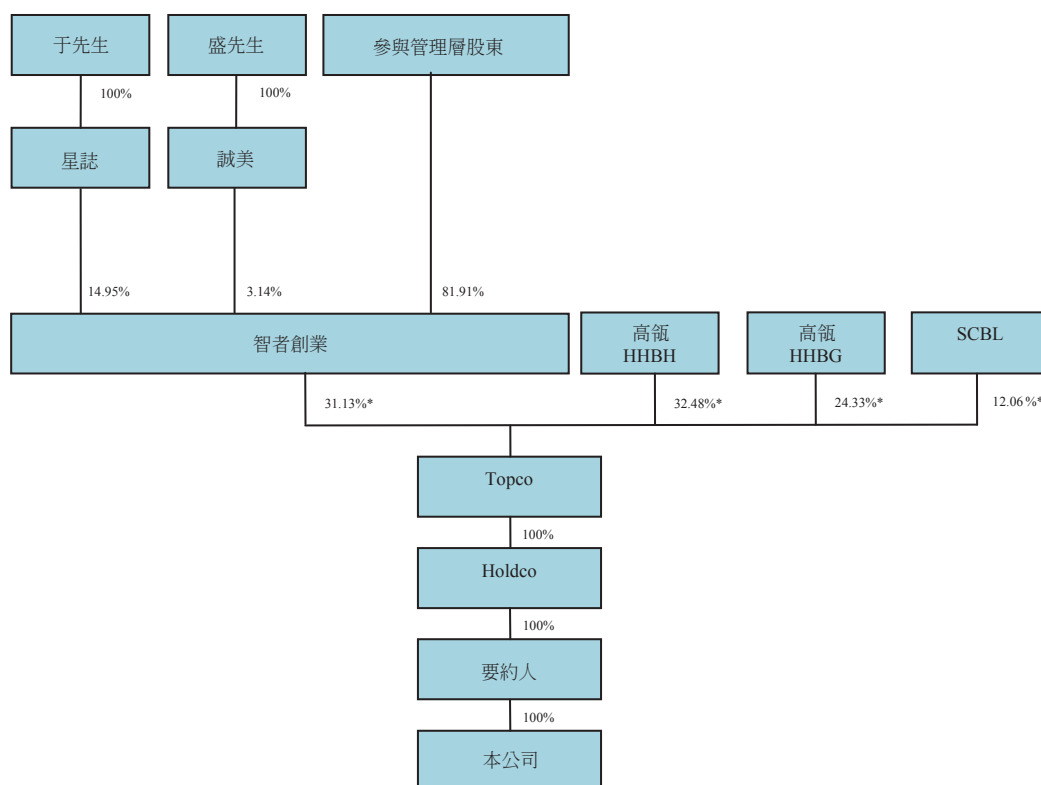 于先生
盛先生
參與管理層股東
100%
100%
星誌
誠美
14.95%
3.14%
81.91%
智者創業
高瓴
HHBH
高瓴
HHBG
SCBL
31.13%*
32.48%*
24.33%*
12.06%*
Topco
100%
Holdco
100%
要約人
100%
本公司